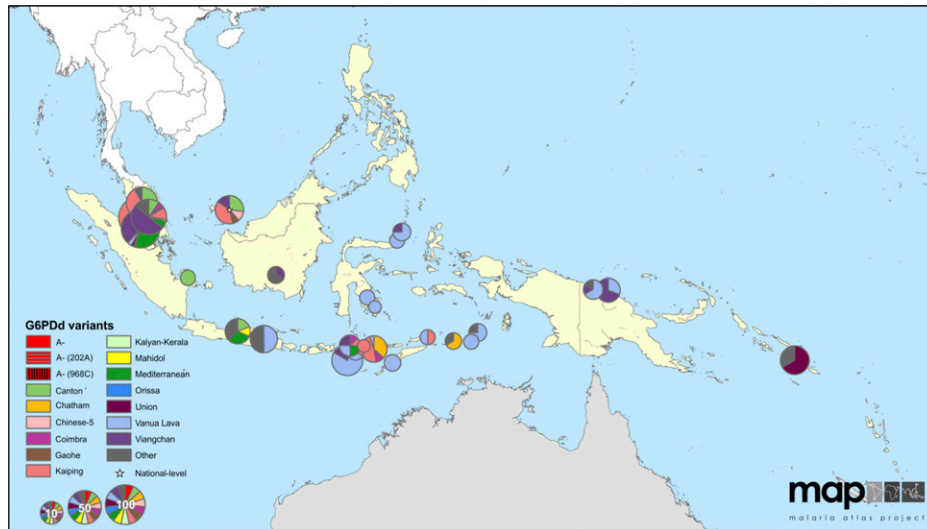 G6PDd variants
A-
A- (202A)
A- (968C)
Canton
Chatham
Chinese-5
Coimbra
Gaohe
Kaiping
Kalyan-Kerala
Mahidol
Mediterranean
Orissa
Union
Vanua Lava
Viangchan
Other
National-level
10
50
100
map
malaria atlas project